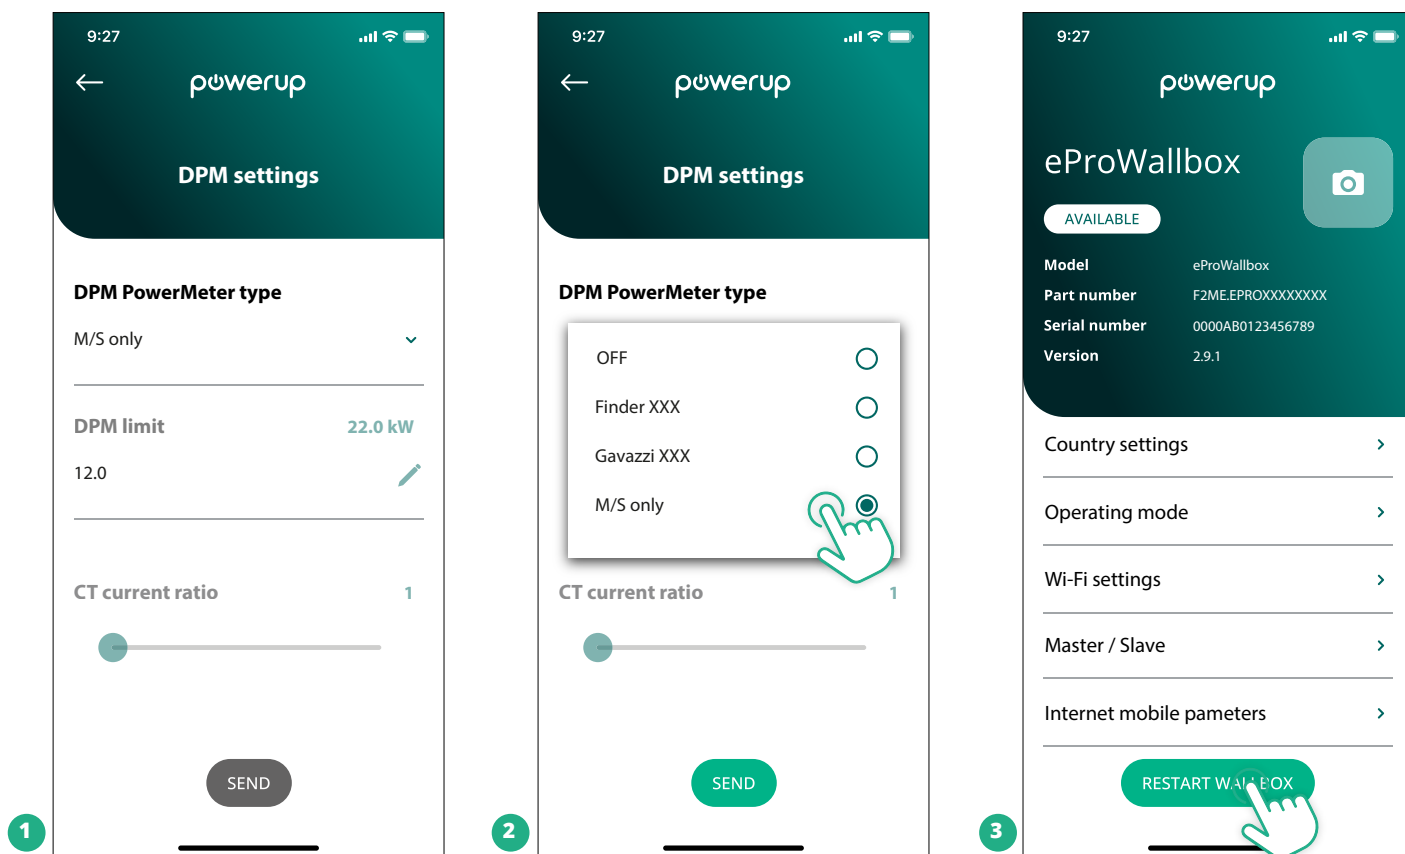 9:27
powerup
DPM settings
DPM PowerMeter type
M/S only
DPM limit 22.0 kW
12.0
CT current ratio 1
SEND
1
9:27
powerup
DPM settings
DPM PowerMeter type
OFF
Finder XXX
Gavazzi XXX
M/S only
CT current ratio 1
SEND
2
9:27
powerup
eProWallbox
AVAILABLE
Model eProWallbox
Part number F2ME.EPROXXXXXXXX
Serial number 0000AB0123456789
Version 2.9.1
Country settings
Operating mode
Wi-Fi settings
Master / Slave
Internet mobile pameters
RESTART WALLBOX
3